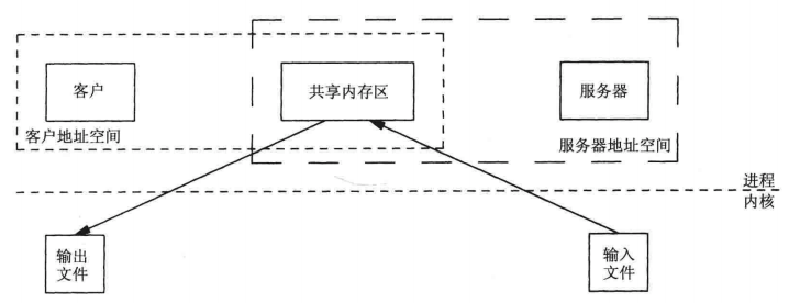 客户
共享内存区
服务器
客户地址空间
服务器地址空间
进程
内核
输出
文件
输入
文件